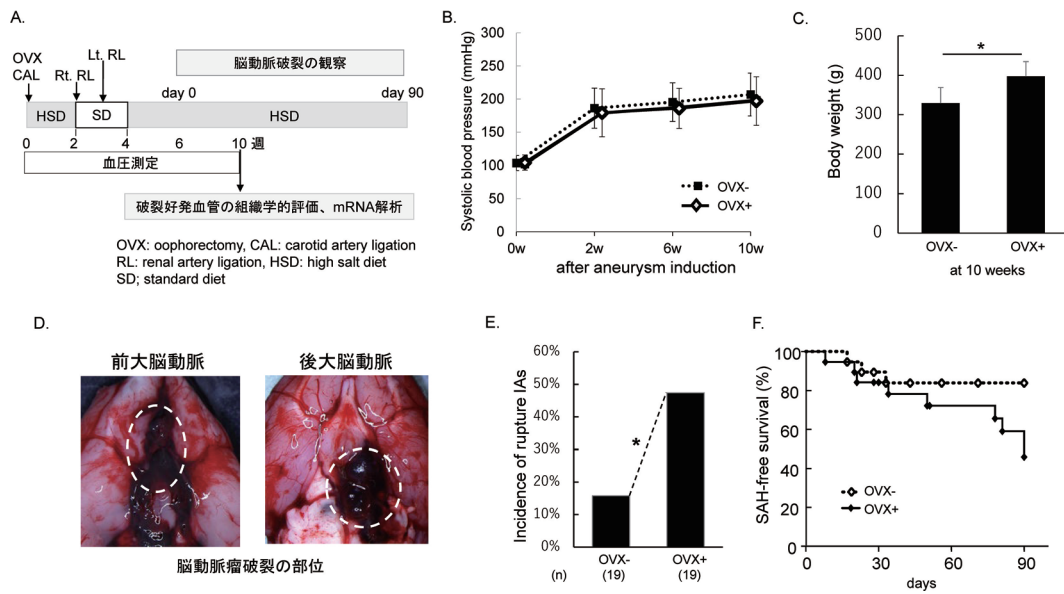 A.
OVX
CAL
Rt. RL
Lt. RL
脳動脈破裂の観察
day 0
day 90
HSD
SD
HSD
0
2
4
6
10 週
血圧測定
破裂好発血管の組織学的評価、mRNA解析
OVX: oophorectomy, CAL: carotid artery ligation
RL: renal artery ligation, HSD: high salt diet
SD; standard diet
B.
Systolic blood pressure (mmHg)
200
150
100
50
0
0w
2w
6w
10w
after aneurysm induction
OVX-
OVX+
C.
Body weight (g)
500
400
300
200
100
0
*
OVX-
OVX+
at 10 weeks
D.
前大脳動脈
後大脳動脈
脳動脈瘤破裂の部位
E.
Incidence of rupture IAs
60%
50%
40%
30%
20%
10%
0%
*
OVX-
OVX+
(n)
(19)
(19)
F.
SAH-free survival (%)
100
80
60
40
20
0
0
30
60
90
days
OVX-
OVX+